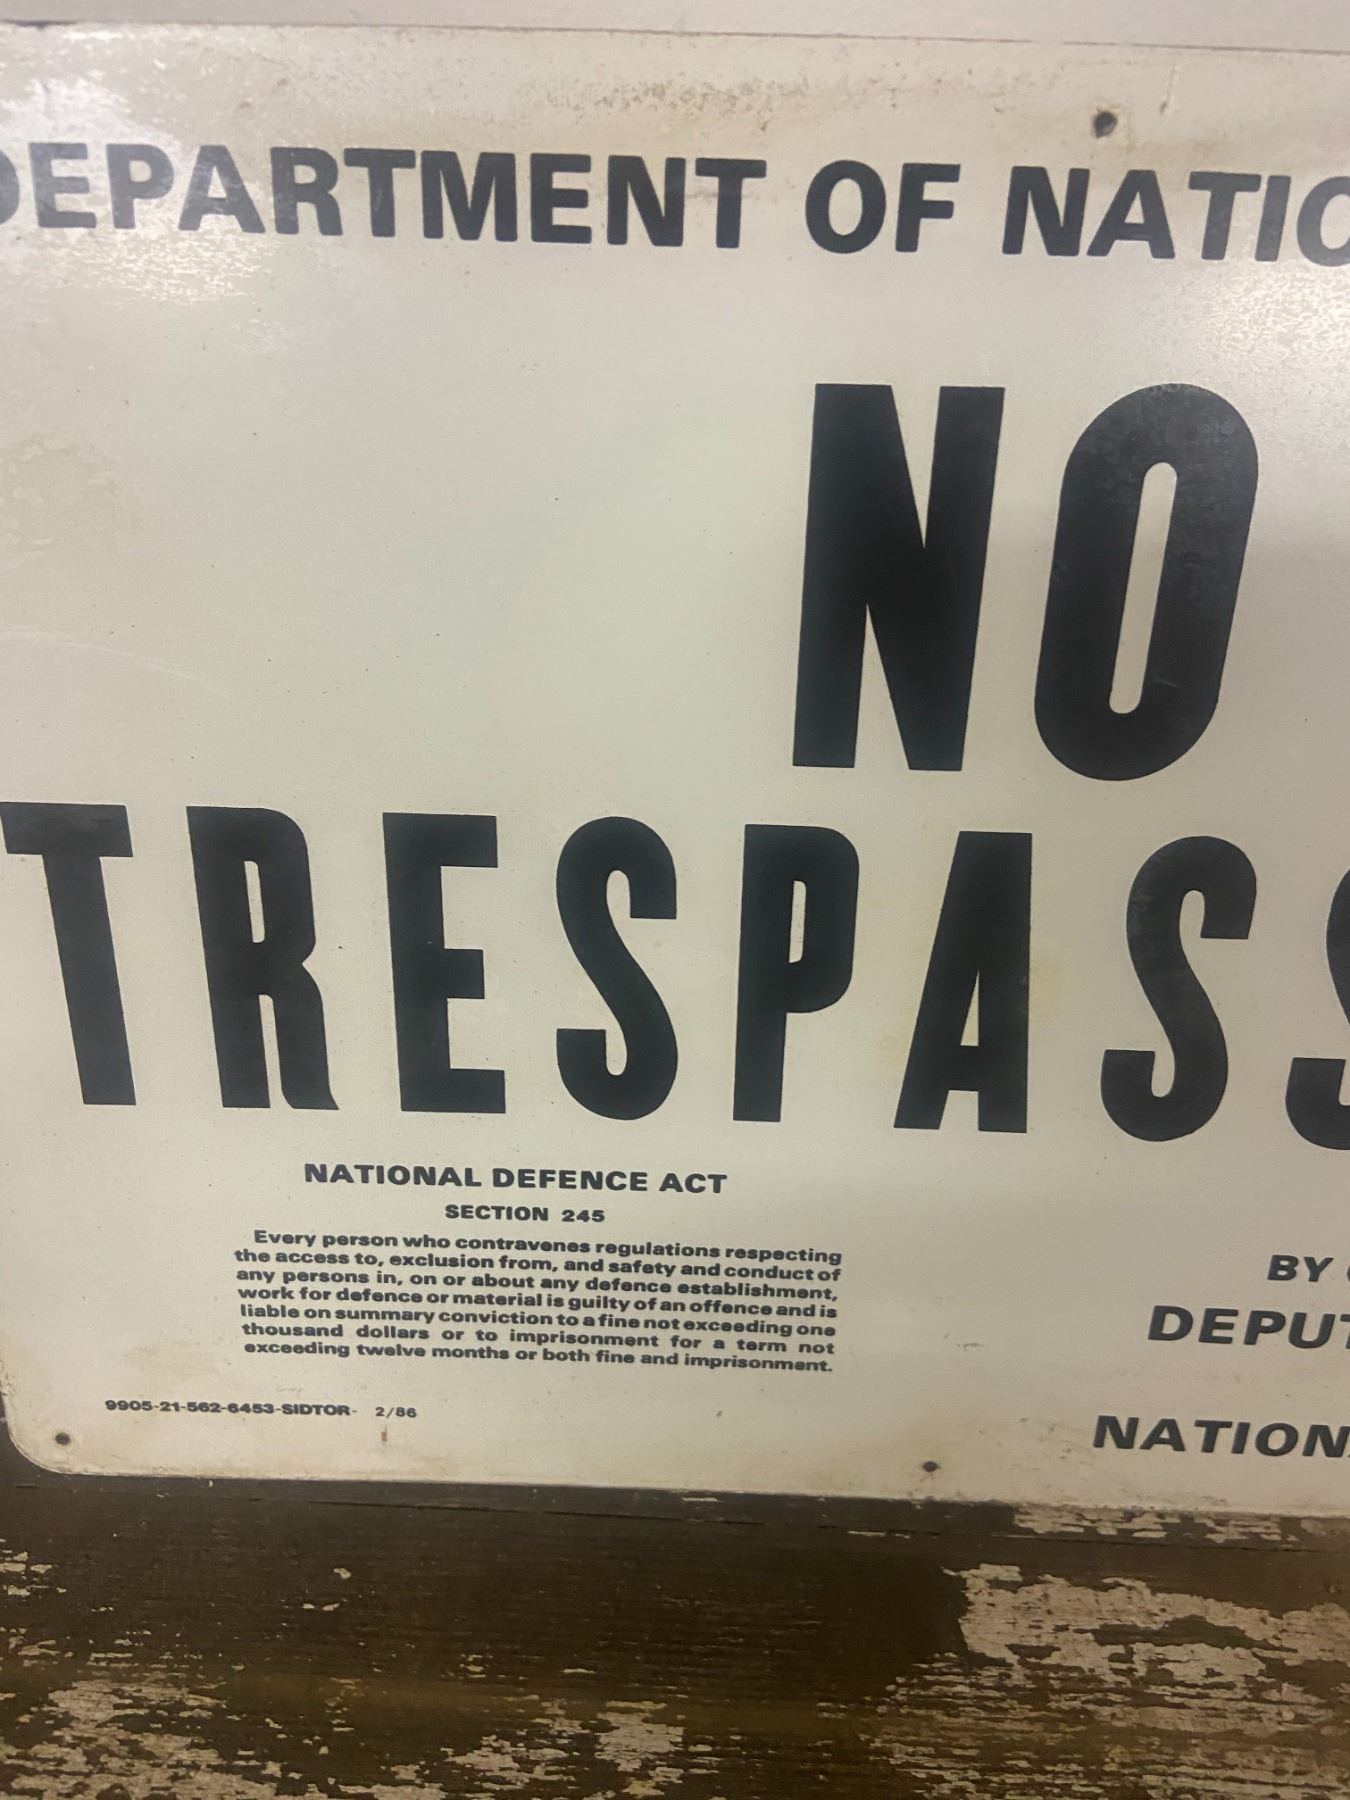 DEPARTMENT OF NATIO
NO
TRESPASS
NATIONAL DEFENCE ACT
SECTION 245
Every person who contravenes regulations respecting
the access to, exclusion from, and safety and conduct of
any persons in, on or about any defence establishment,
work for defence or material is guilty of an offence and is
liable on summary conviction to a fine not exceeding one
thousand dollars or to imprisonment for a term not
exceeding twelve months or both fine and imprisonment.
9905-21-562-6453-SIDTOR- 2/86
BY
DEPUT
NATION